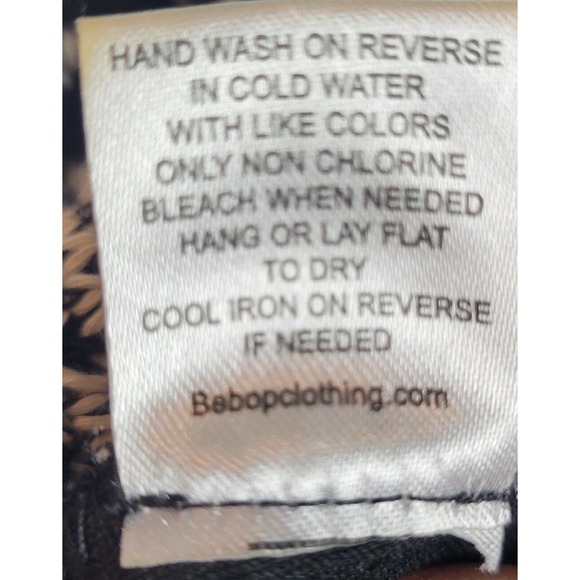 HAND WASH ON REVERSE
IN COLD WATER
WITH LIKE COLORS
ONLY NON CHLORINE
BLEACH WHEN NEEDED
HANG OR LAY FLAT
TO DRY
COOL IRON ON REVERSE
IF NEEDED
Bebopclothing.com